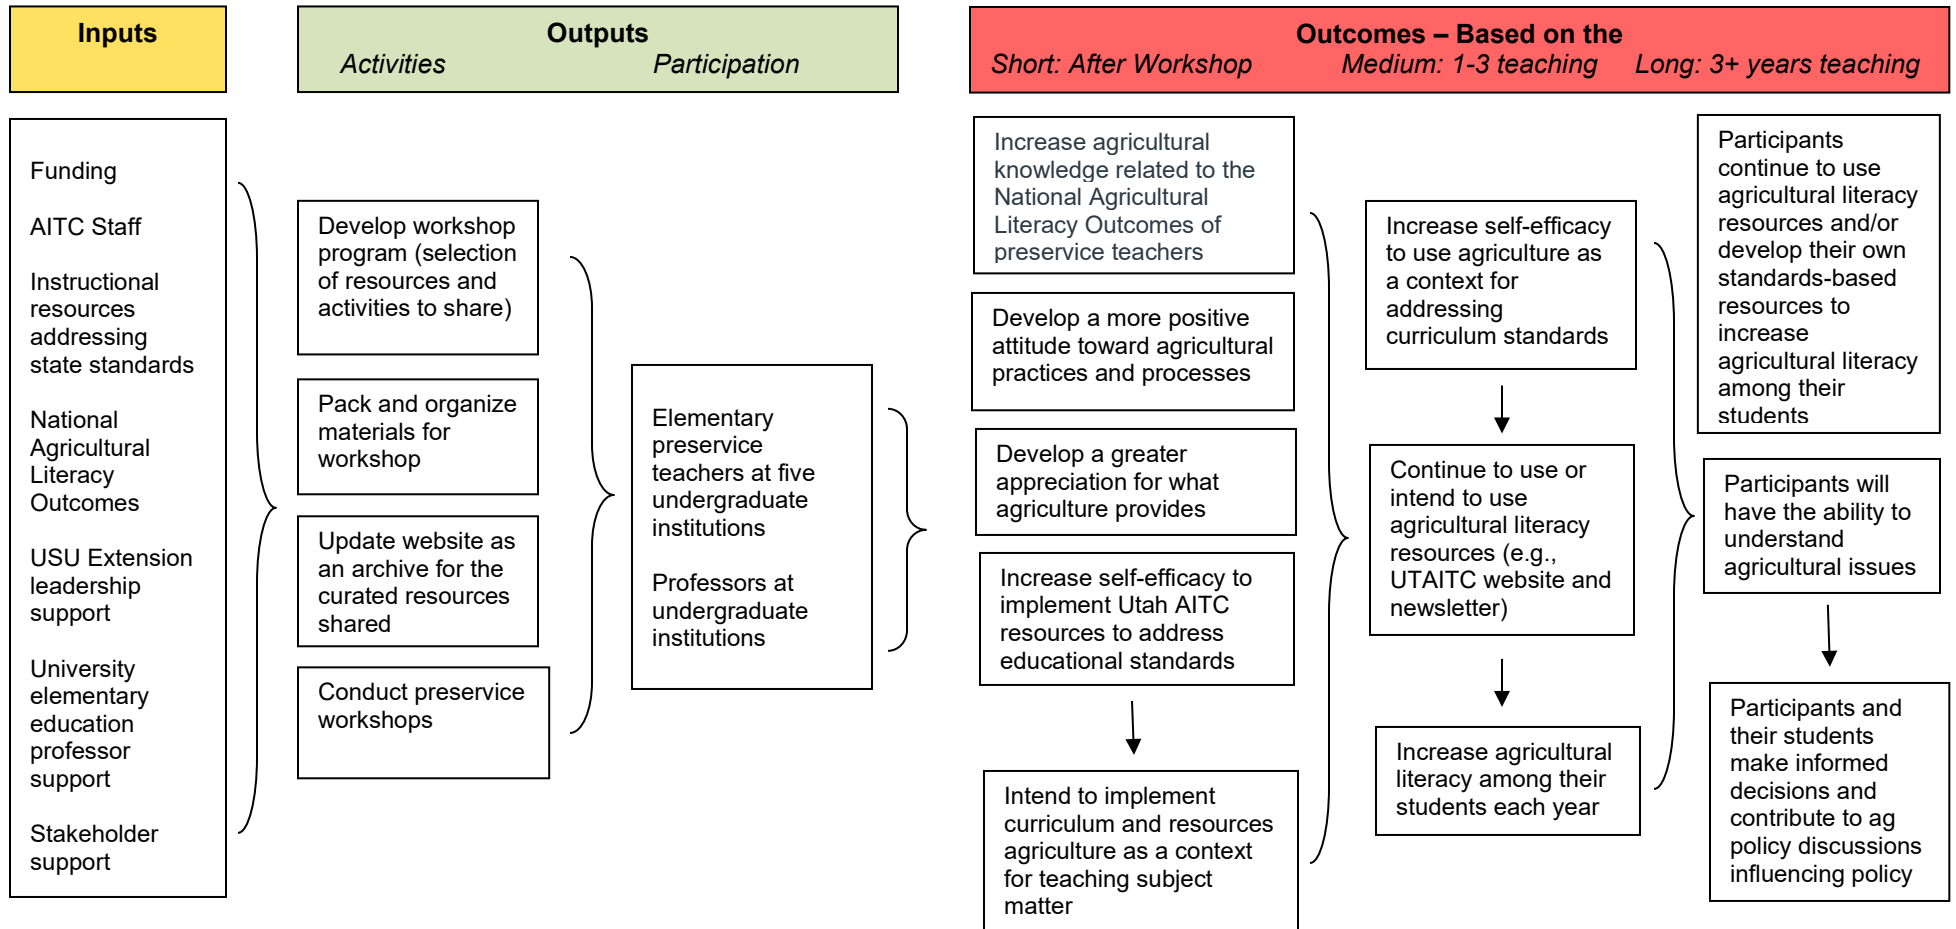 Inputs
Outputs
Activities
Participation
Outcomes – Based on the
Short: After Workshop
Medium: 1-3 teaching
Long: 3+ years teaching
Funding
AITC Staff
Instructional
resources
addressing
state standards
National
Agricultural
Literacy
Outcomes
USU Extension
leadership
support
University
elementary
education
professor
support
Stakeholder
support
Develop workshop
program (selection
of resources and
activities to share)
Pack and organize
materials for
workshop
Update website as
an archive for the
curated resources
shared
Conduct preservice
workshops
Elementary
preservice
teachers at five
undergraduate
institutions
Professors at
undergraduate
institutions
Increase agricultural
knowledge related to the
National Agricultural
Literacy Outcomes of
preservice teachers
Develop a more positive
attitude toward agricultural
practices and processes
Develop a greater
appreciation for what
agriculture provides
Increase self-efficacy to
implement Utah AITC
resources to address
educational standards
Intend to implement
curriculum and resources
agriculture as a context
for teaching subject
matter
Increase self-efficacy
to use agriculture as
a context for
addressing
curriculum standards
Continue to use or
intend to use
agricultural literacy
resources (e.g.,
UTAITC website and
newsletter)
Increase agricultural
literacy among their
students each year
Participants
continue to use
agricultural literacy
resources and/or
develop their own
standards-based
resources to
increase
agricultural literacy
among their
students
Participants will
have the ability to
understand
agricultural issues
Participants and
their students
make informed
decisions and
contribute to ag
policy discussions
influencing policy